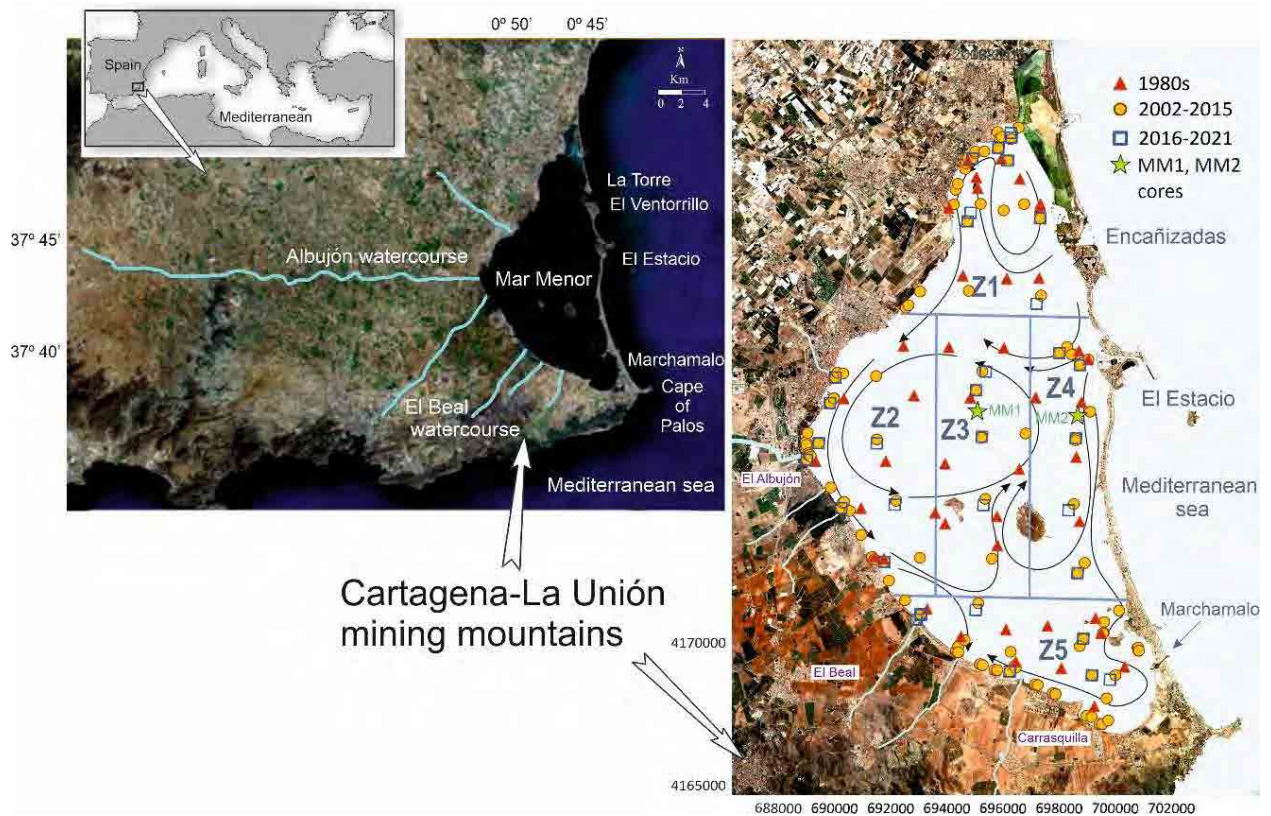 0º 50' 0º 45'
Spain
Mediterranean
N
Km
0 2 4
La Torre
El Ventorrillo
37º 45'
Albujón watercourse
El Estacio
Mar Menor
37º 40'
Marchamalo
Cape
of
Palos
El Beal
watercourse
Mediterranean sea
Cartagena-La Unión
mining mountains
1980s
2002-2015
2016-2021
MM1, MM2
cores
Encañizadas
Z1
Z4
El Estacio
Z2
Z3
MM1
MM2
El Albujón
Mediterranean
sea
Marchamalo
4170000
Z5
El Beal
Carrasquilla
4165000
688000 690000 692000 694000 696000 698000 700000 702000